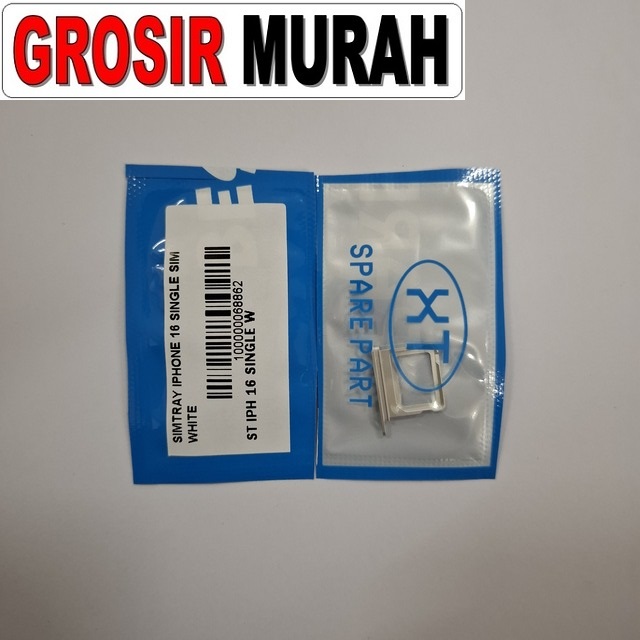 GROSIR MURAH
SIMTRAY IPHONE 16 SINGLE SIM
WHITE
100000068862
ST IPH 16 SINGLE W
XT
SPARE PART